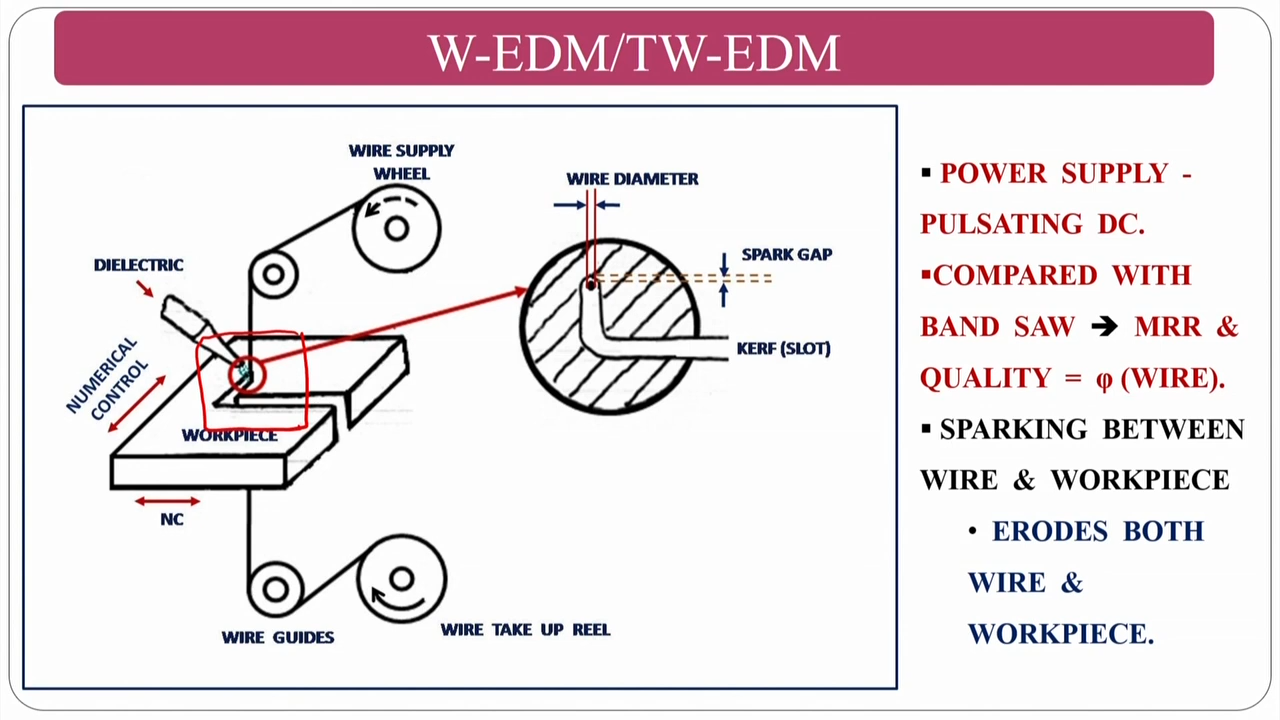 W-EDM/TW-EDM
WIRE SUPPLY
WHEEL
WIRE DIAMETER
SPARK GAP
DIELECTRIC
KERF (SLOT)
NUMERICAL
CONTROL
WORKPIECE
NC
WIRE GUIDES
WIRE TAKE UP REEL
▪ POWER SUPPLY -
PULSATING DC.
▪COMPARED WITH
BAND SAW ➔ MRR &
QUALITY = φ (WIRE).
▪ SPARKING BETWEEN
WIRE & WORKPIECE
• ERODES BOTH
WIRE &
WORKPIECE.